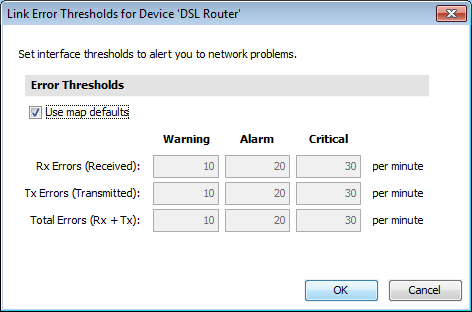 Link Error Thresholds for Device 'DSL Router'
Set interface thresholds to alert you to network problems.
Error Thresholds
Use map defaults
Warning Alarm Critical
Rx Errors (Received): 10 20 30 per minute
Tx Errors (Transmitted): 10 20 30 per minute
Total Errors (Rx + Tx): 10 20 30 per minute
OK Cancel